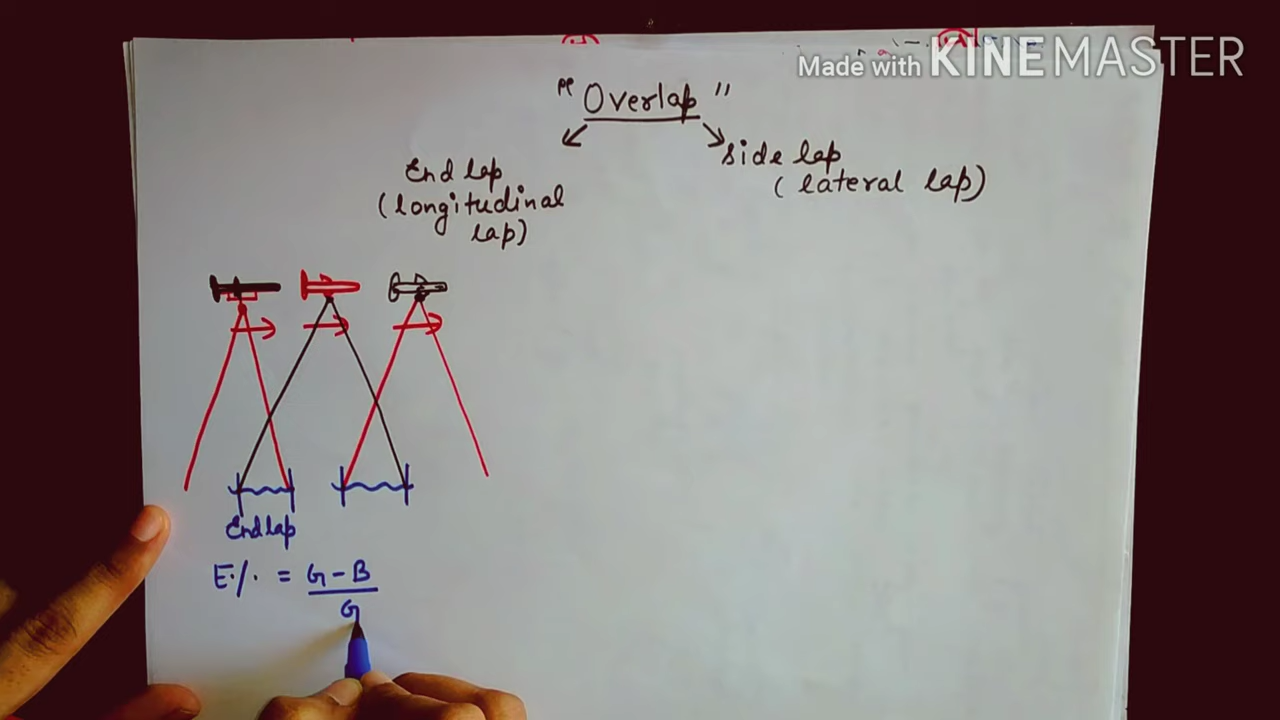 Made with KINEMASTER
"Overlap"
End lap
(longitudinal
lap)
Side lap
(lateral lap)
End lap
E·/. = G-B
G